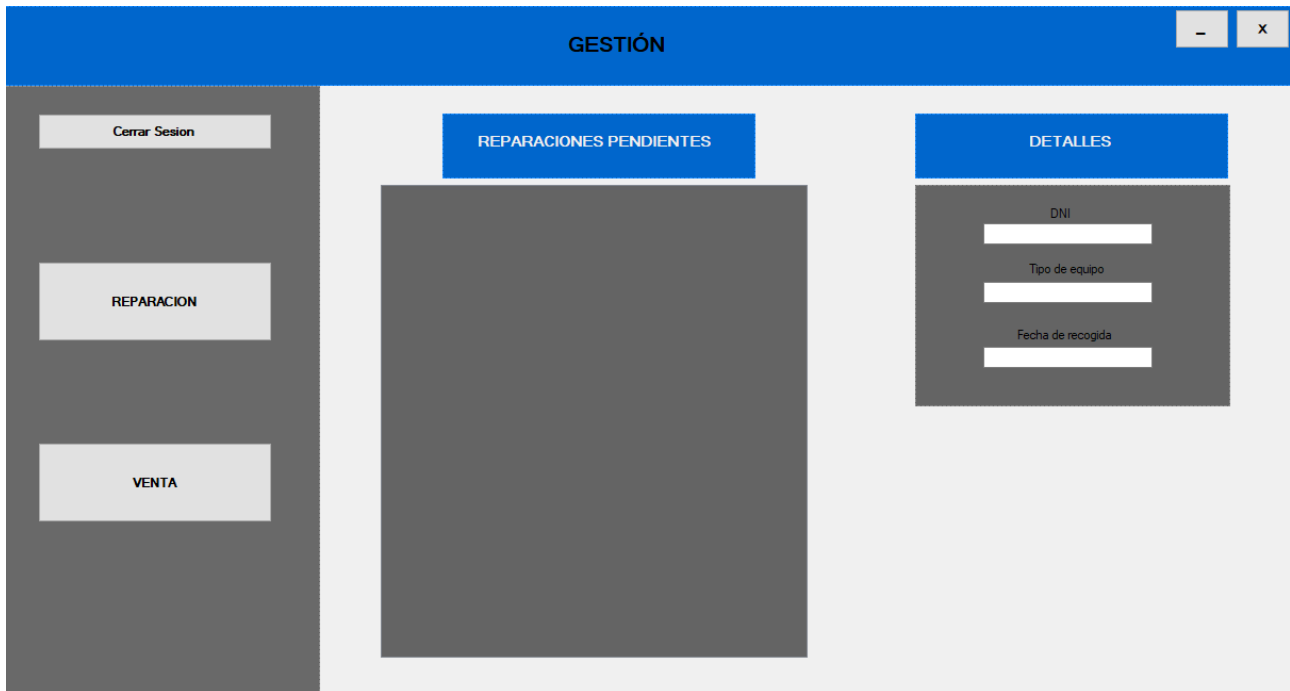 GESTIÓN
_
x
Cerrar Sesion
REPARACION
VENTA
REPARACIONES PENDIENTES
DETALLES
DNI
Tipo de equipo
Fecha de recogida